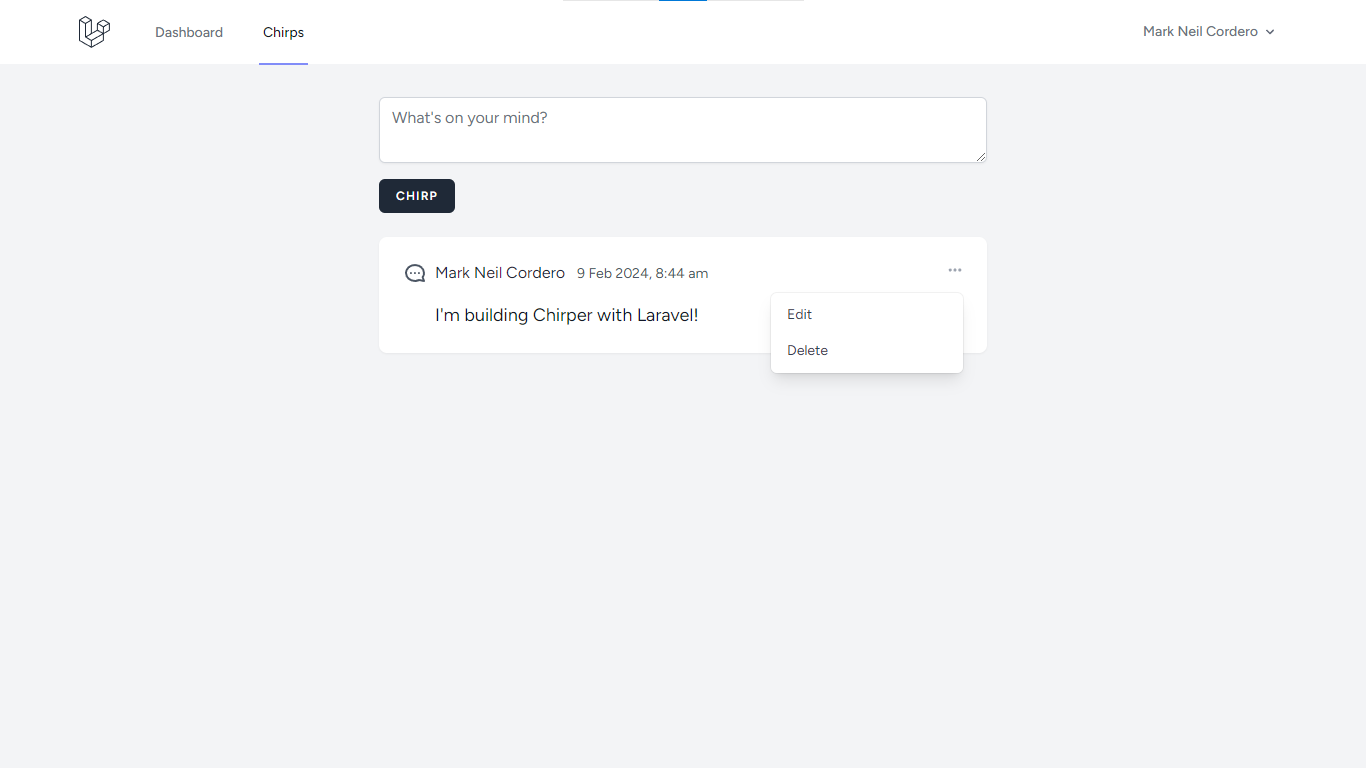 Dashboard Chirps Mark Neil Cordero
What's on your mind?
CHIRP
Mark Neil Cordero 9 Feb 2024, 8:44 am
I'm building Chirper with Laravel!
Edit
Delete